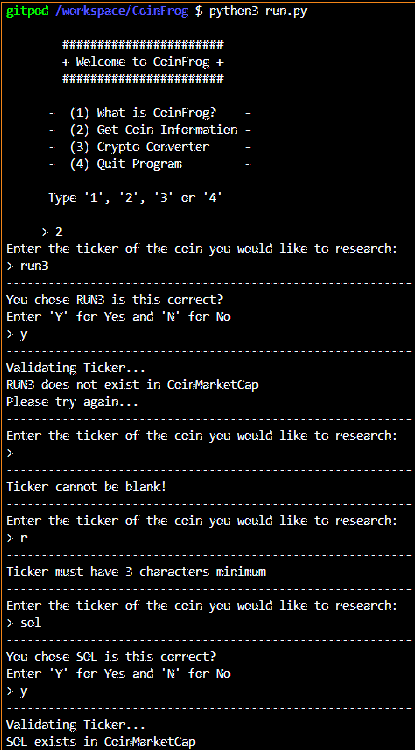 gitpod /workspace/CoinFrog $ python3 run.py
#######################
+ Welcome to CoinFrog +
#######################
- (1) What is CoinFrog? -
- (2) Get Coin Information -
- (3) Crypto Converter -
- (4) Quit Program -
Type '1', '2', '3' or '4'
> 2
Enter the ticker of the coin you would like to research:
> run3
----------------------------------------------------------
You chose RUN3 is this correct?
Enter 'Y' for Yes and 'N' for No
> y
----------------------------------------------------------
Validating Ticker...
RUN3 does not exist in CoinMarketCap
Please try again...
----------------------------------------------------------
Enter the ticker of the coin you would like to research:
>
----------------------------------------------------------
Ticker cannot be blank!
----------------------------------------------------------
Enter the ticker of the coin you would like to research:
> r
----------------------------------------------------------
Ticker must have 3 characters minimum
----------------------------------------------------------
Enter the ticker of the coin you would like to research:
> sol
----------------------------------------------------------
You chose SOL is this correct?
Enter 'Y' for Yes and 'N' for No
> y
----------------------------------------------------------
Validating Ticker...
SOL exists in CoinMarketCap